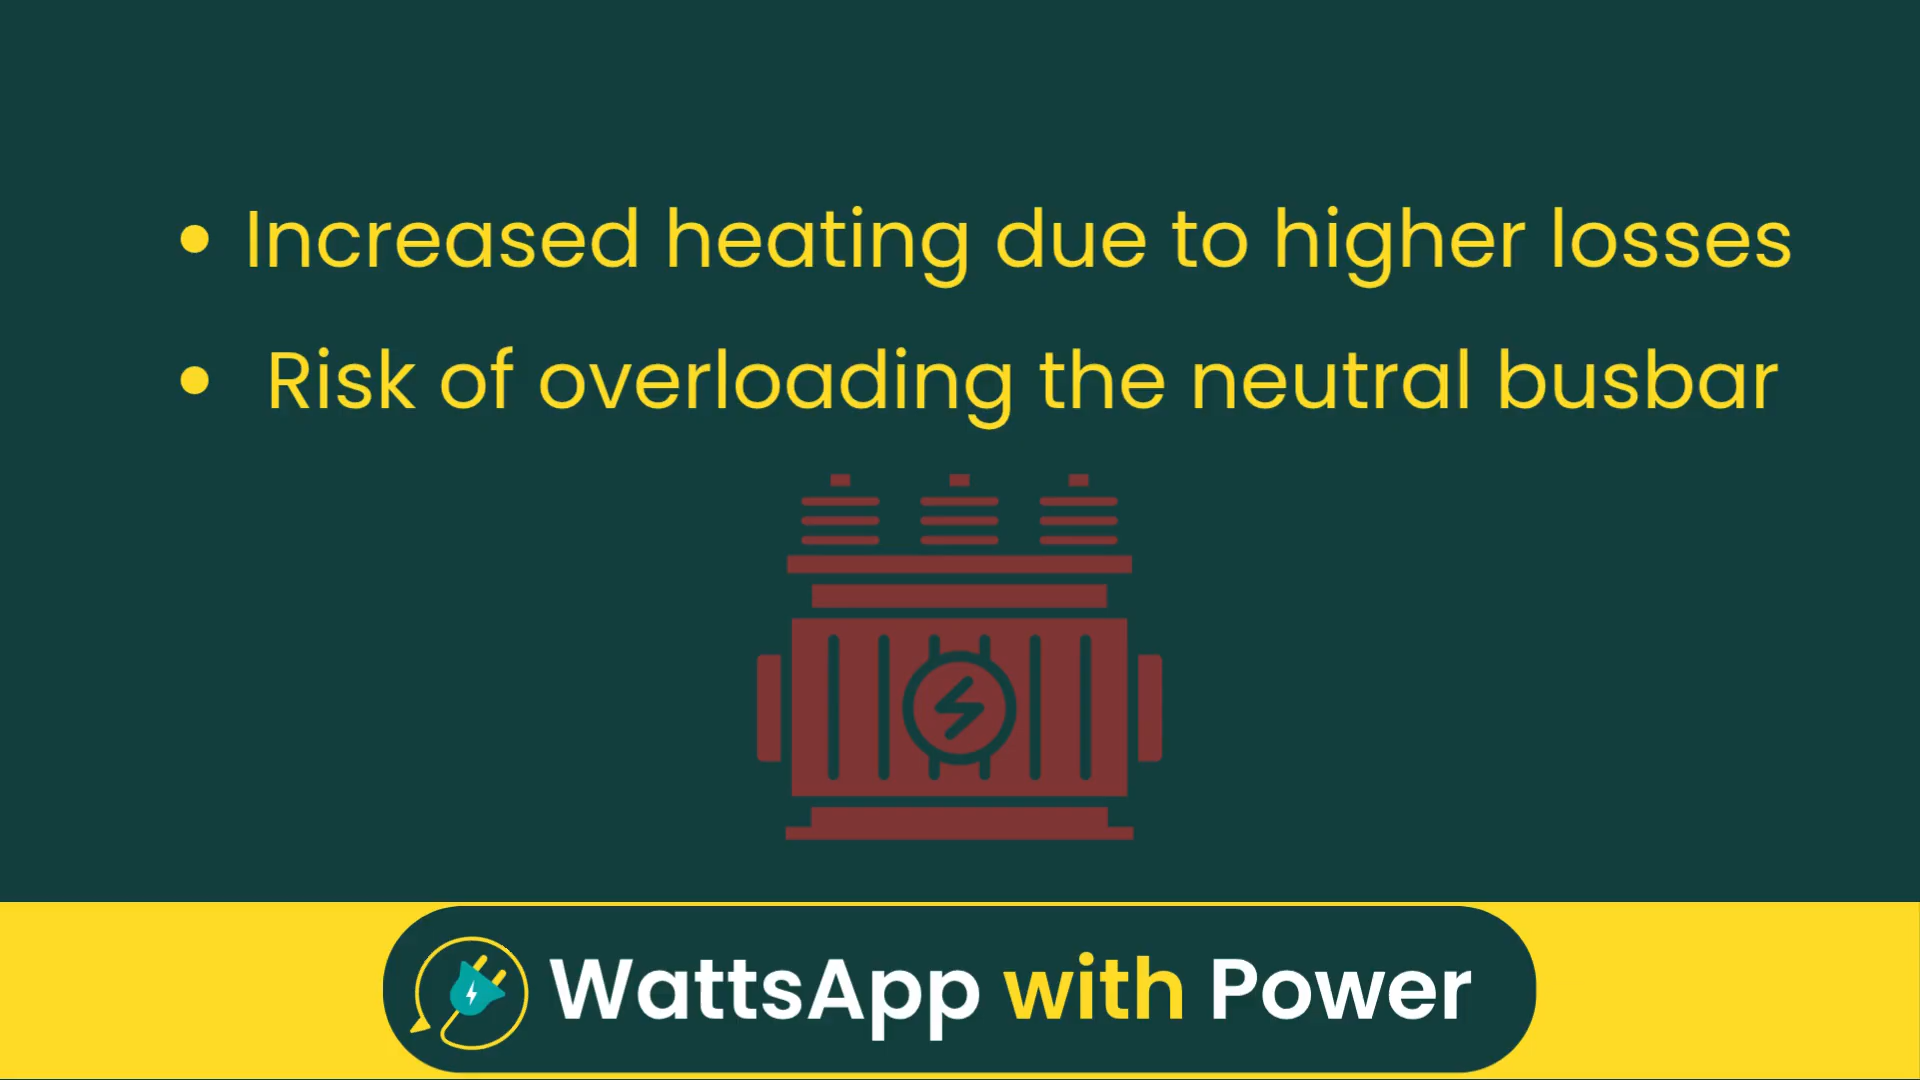 • Increased heating due to higher losses
• Risk of overloading the neutral busbar
WattsApp with Power